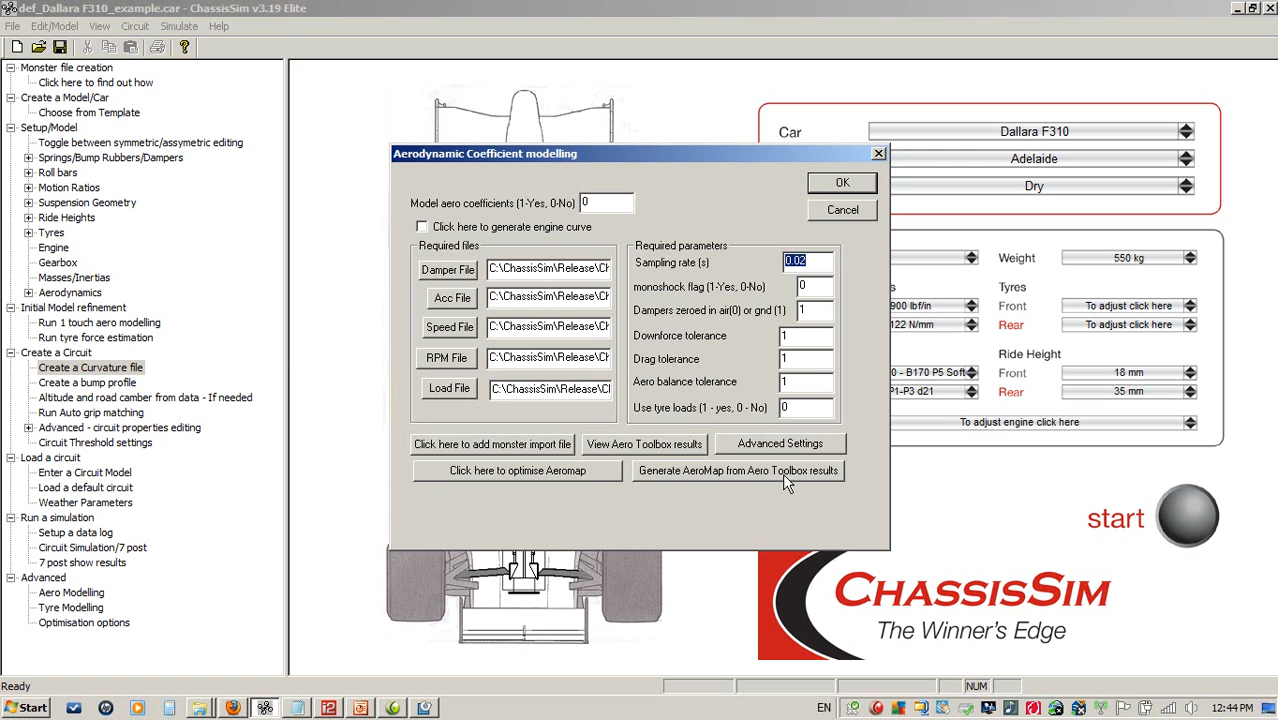 def_Dallara F310_example.car - ChassisSim v3.19 Elite
File Edit/Model View Circuit Simulate Help
Monster file creation
Click here to find out how
Create a Model/Car
Choose from Template
Setup/Model
Toggle between symmetric/assymetric editing
Springs/Bump Rubbers/Dampers
Roll bars
Motion Ratios
Suspension Geometry
Ride Heights
Tyres
Engine
Gearbox
Masses/Inertias
Aerodynamics
Initial Model refinement
Run 1 touch aero modelling
Run tyre force estimation
Create a Circuit
Create a Curvature file
Create a bump profile
Altitude and road camber from data - If needed
Run Auto grip matching
Advanced - circuit properties editing
Circuit Threshold settings
Load a circuit
Enter a Circuit Model
Load a default circuit
Weather Parameters
Run a simulation
Setup a data log
Circuit Simulation/7 post
7 post show results
Advanced
Aero Modelling
Tyre Modelling
Optimisation options
Aerodynamic Coefficient modelling
OK
Cancel
Model aero coefficients (1-Yes, 0-No) 0
Click here to generate engine curve
Required files
Damper File C:\ChassisSim\Release\Ch
Acc File C:\ChassisSim\Release\Ch
Speed File C:\ChassisSim\Release\Ch
RPM File C:\ChassisSim\Release\Ch
Load File C:\ChassisSim\Release\Cl
Required parameters
Sampling rate (s) 0.02
monoshock flag (1-Yes, 0-No) 0
Dampers zeroed in air(0) or gnd (1) 1
Downforce tolerance 1
Drag tolerance 1
Aero balance tolerance 1
Use tyre loads (1 - yes, 0 - No) 0
Click here to add monster import file
View Aero Toolbox results
Advanced Settings
Click here to optimise Aeromap
Generate AeroMap from Aero Toolbox results
Car Dallara F310
Adelaide
Dry
Weight 550 kg
Tyres
900 lbf/in Front To adjust click here
122 N/mm Rear To adjust click here
Ride Height
0 - B170 P5 Soft Front 18 mm
P1-P3 d21 Rear 35 mm
To adjust engine click here
start
ChassisSim
The Winner's Edge
Ready
NUM
Start
EN
12:44 PM